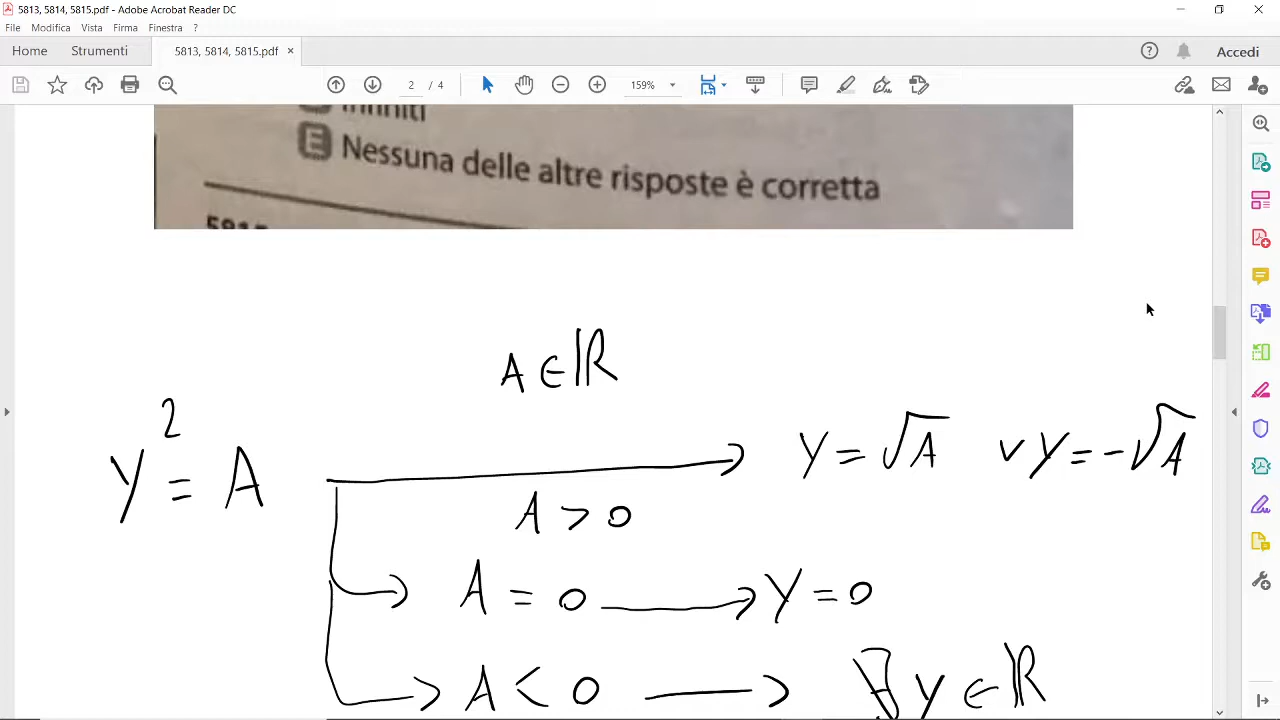 5813, 5814, 5815.pdf - Adobe Acrobat Reader DC
File Modifica Vista Firma Finestra ?
Home Strumenti 5813, 5814, 5815.pdf × Accedi
2 / 4 159%
Infiniti
E Nessuna delle altre risposte è corretta
A ∈ ℝ
Y² = A → Y = √A ∨ Y = -√A
A > 0
A = 0 → Y = 0
A < 0 → ∄ y ∈ ℝ